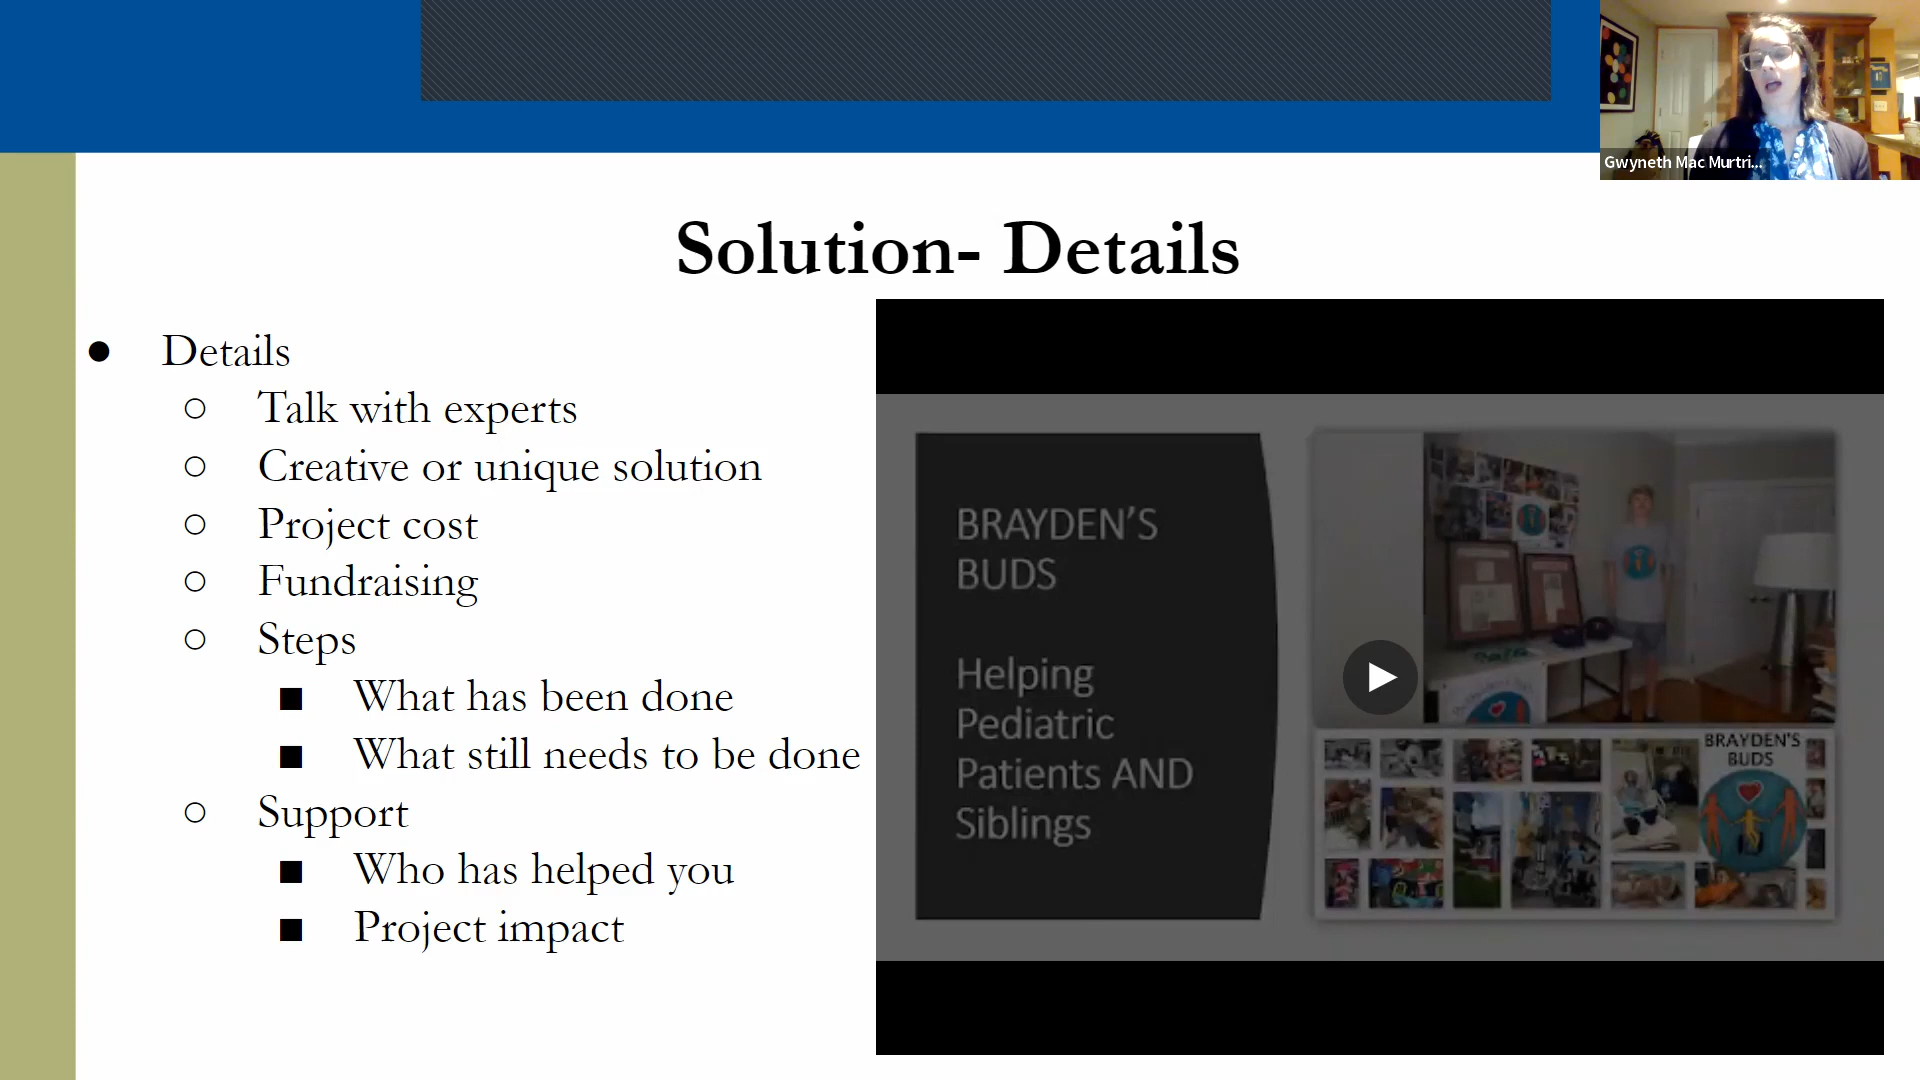 Gwyneth Mac Murtri...
Solution- Details
● Details
○ Talk with experts
○ Creative or unique solution
○ Project cost
○ Fundraising
○ Steps
■ What has been done
■ What still needs to be done
○ Support
■ Who has helped you
■ Project impact
BRAYDEN'S
BUDS
Helping
Pediatric
Patients AND
Siblings
BRAYDEN'S
BUDS